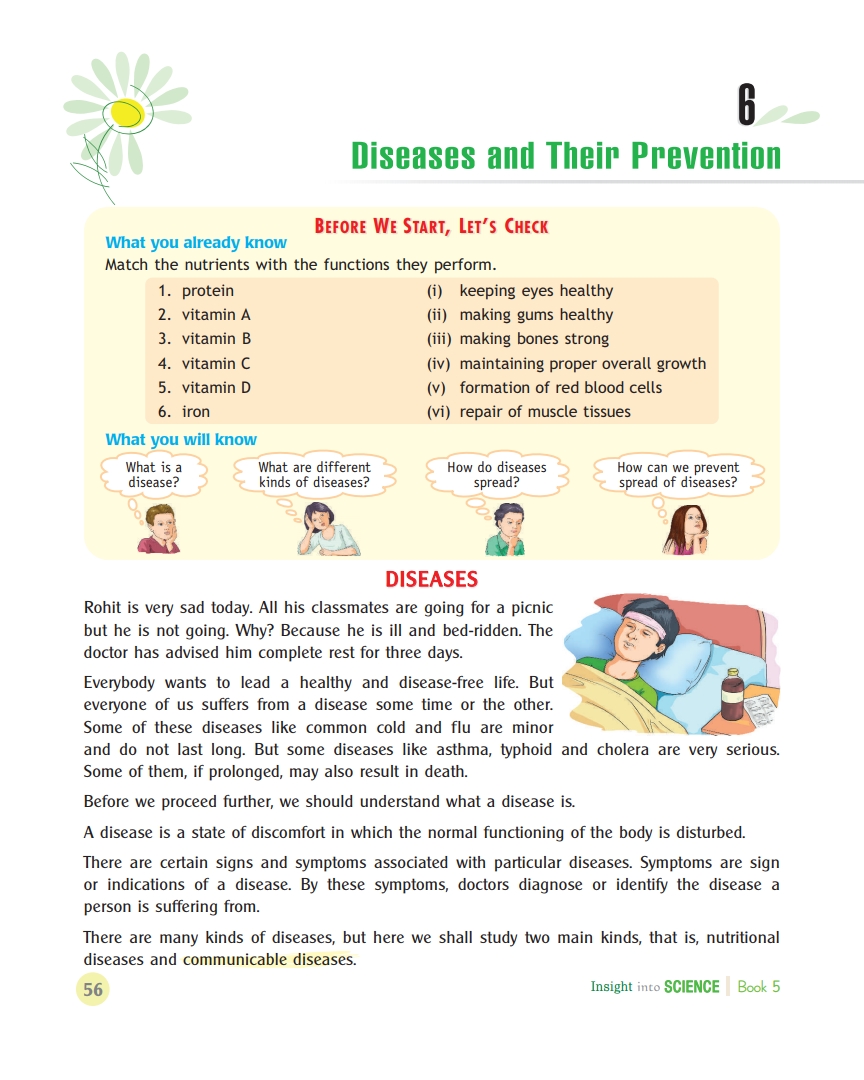 6
Diseases and Their Prevention
BEFORE WE START, LET'S CHECK
What you already know
Match the nutrients with the functions they perform.
1. protein (i) keeping eyes healthy
2. vitamin A (ii) making gums healthy
3. vitamin B (iii) making bones strong
4. vitamin C (iv) maintaining proper overall growth
5. vitamin D (v) formation of red blood cells
6. iron (vi) repair of muscle tissues
What you will know
What is a
disease?
What are different
kinds of diseases?
How do diseases
spread?
How can we prevent
spread of diseases?
DISEASES
Rohit is very sad today. All his classmates are going for a picnic
but he is not going. Why? Because he is ill and bed-ridden. The
doctor has advised him complete rest for three days.
Everybody wants to lead a healthy and disease-free life. But
everyone of us suffers from a disease some time or the other.
Some of these diseases like common cold and flu are minor
and do not last long. But some diseases like asthma, typhoid and cholera are very serious.
Some of them, if prolonged, may also result in death.
Before we proceed further, we should understand what a disease is.
A disease is a state of discomfort in which the normal functioning of the body is disturbed.
There are certain signs and symptoms associated with particular diseases. Symptoms are sign
or indications of a disease. By these symptoms, doctors diagnose or identify the disease a
person is suffering from.
There are many kinds of diseases, but here we shall study two main kinds, that is, nutritional
diseases and communicable diseases.
56
Insight into SCIENCE | Book 5